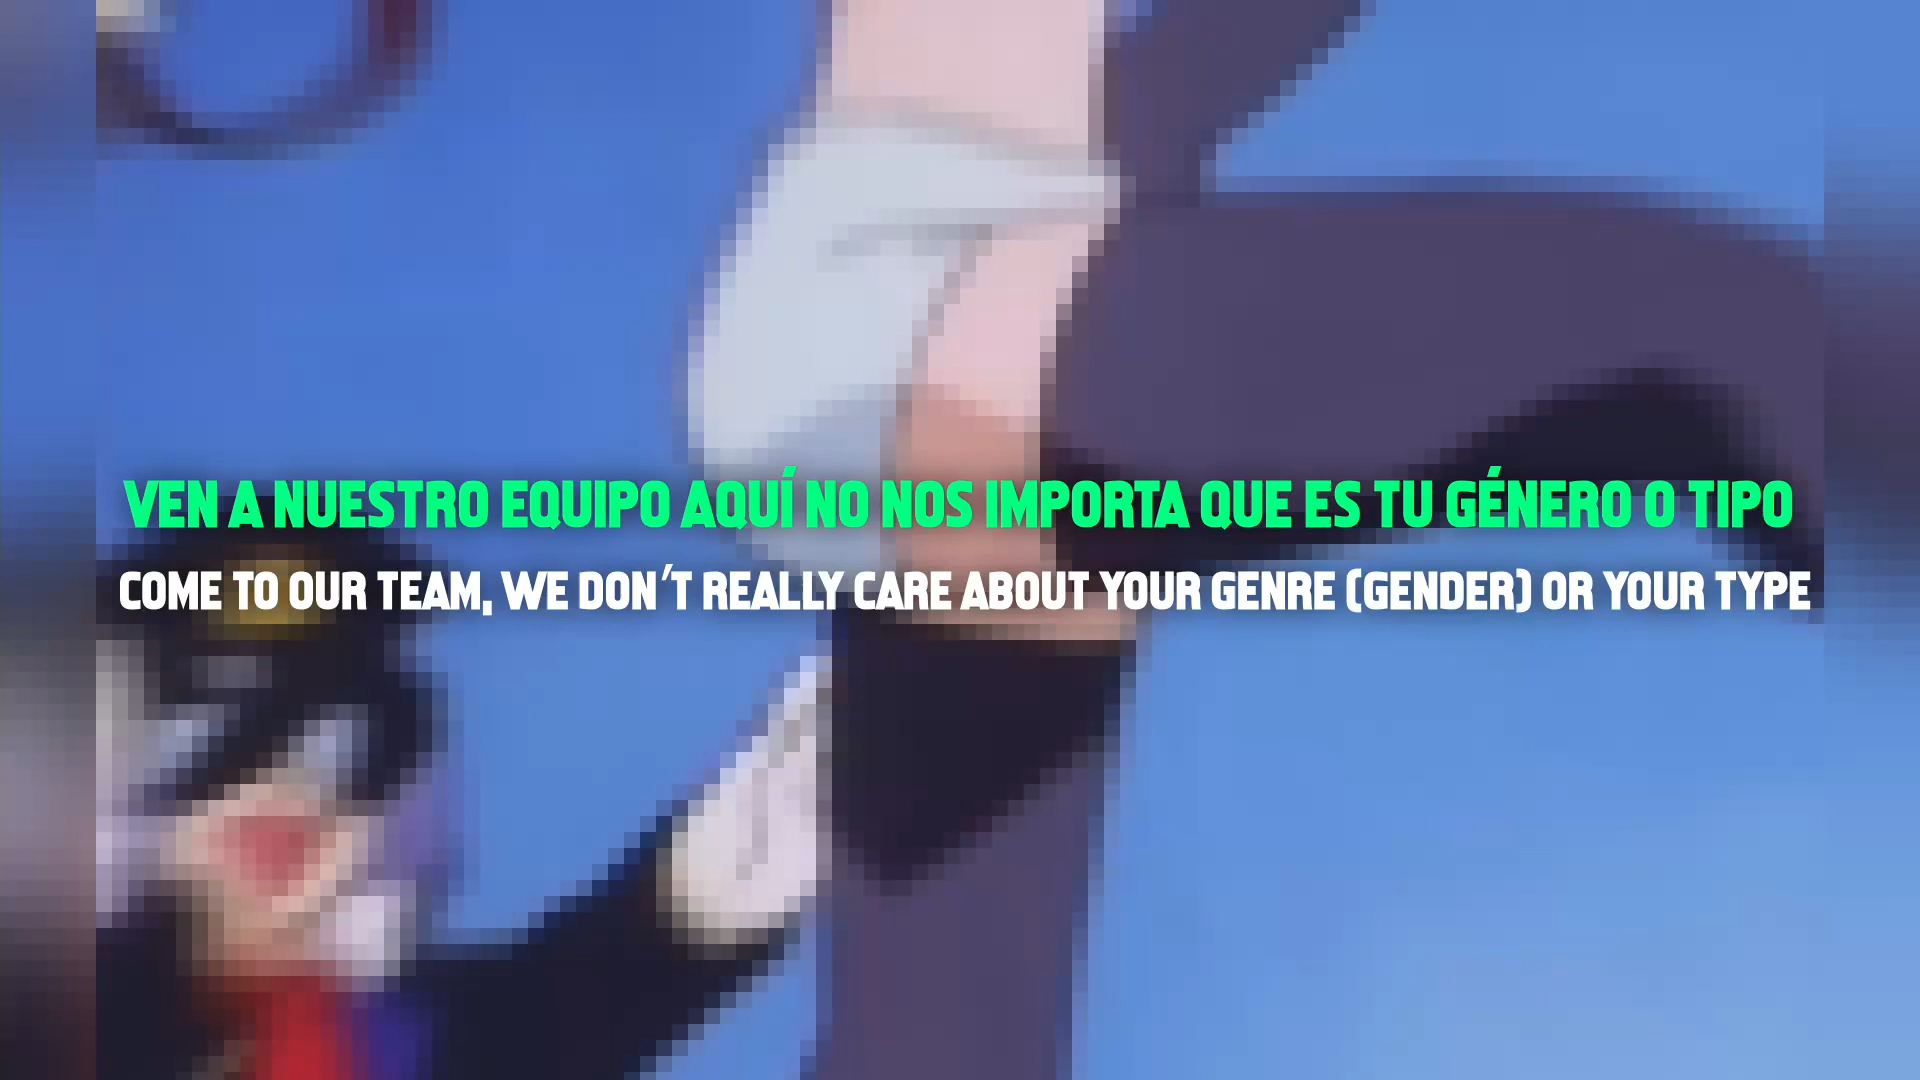 VEN A NUESTRO EQUIPO AQUÍ NO NOS IMPORTA QUE ES TU GÉNERO O TIPO
COME TO OUR TEAM, WE DON'T REALLY CARE ABOUT YOUR GENRE (GENDER) OR YOUR TYPE